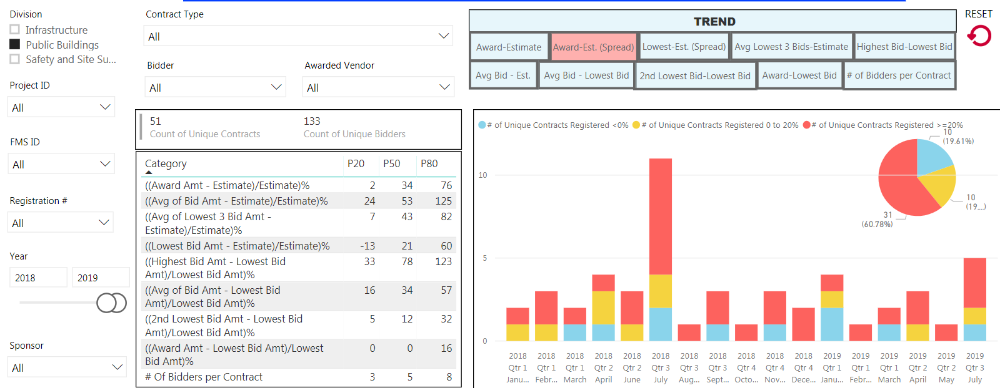 Division
Infrastructure
Public Buildings
Safety and Site Su...
Project ID
All
FMS ID
All
Registration #
All
Year
2018 2019
Sponsor
All
Contract Type
All
Bidder Awarded Vendor
All All
51 133
Count of Unique Contracts Count of Unique Bidders
Category P20 P50 P80
((Award Amt - Estimate)/Estimate)% 2 34 76
((Avg of Bid Amt - Estimate)/Estimate)% 24 53 125
((Avg of Lowest 3 Bid Amt - 7 43 82
Estimate)/Estimate)%
((Lowest Bid Amt - Estimate)/Estimate)% -13 21 60
((Highest Bid Amt - Lowest Bid 33 78 123
Amt)/Lowest Bid Amt)%
((Avg of Bid Amt - Lowest Bid 16 34 57
Amt)/Lowest Bid Amt)%
((2nd Lowest Bid Amt - Lowest Bid 5 12 32
Amt)/Lowest Bid Amt)%
((Award Amt - Lowest Bid Amt)/Lowest 0 0 16
Bid Amt)%
# Of Bidders per Contract 3 5 8
TREND
Award-Estimate Award-Est. (Spread) Lowest-Est. (Spread) Avg Lowest 3 Bids-Estimate Highest Bid-Lowest Bid
Avg Bid - Est. Avg Bid - Lowest Bid 2nd Lowest Bid-Lowest Bid Award-Lowest Bid # of Bidders per Contract
RESET
# of Unique Contracts Registered <0% # of Unique Contracts Registered 0 to 20% # of Unique Contracts Registered >=20%
10
(19.61%)
10
(19....)
31
(60.78%)
10
5
0
2018 2018 2018 2018 2018 2018 2018 2018 2018 2018 2018 2019 2019 2019 2019 2019 2019
Qtr 1 Qtr 1 Qtr 1 Qtr 2 Qtr 2 Qtr 3 Qtr 3 Qtr 3 Qtr 4 Qtr 4 Qtr 4 Qtr 1 Qtr 1 Qtr 1 Qtr 2 Qtr 2 Qtr 3
Janu... Febr... March April June July Aug... Sept... Octo... Nov... Dece... Janu... Febr... March April May July